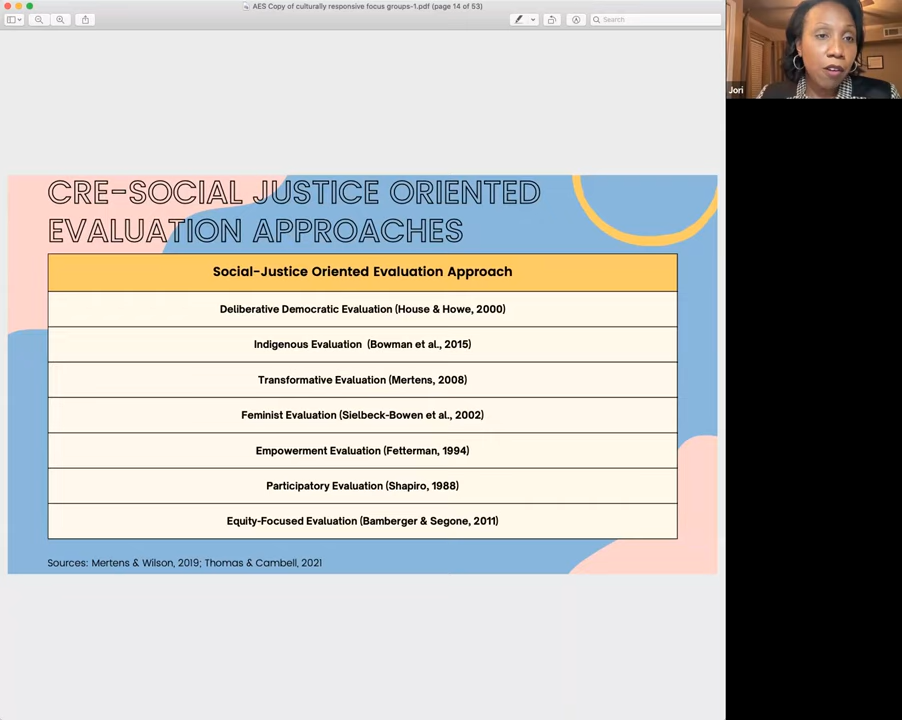 AES Copy of culturally responsive focus groups-1.pdf (page 14 of 53)
Search
Jori
CRE-SOCIAL JUSTICE ORIENTED
EVALUATION APPROACHES
Social-Justice Oriented Evaluation Approach
Deliberative Democratic Evaluation (House & Howe, 2000)
Indigenous Evaluation (Bowman et al., 2015)
Transformative Evaluation (Mertens, 2008)
Feminist Evaluation (Sielbeck-Bowen et al., 2002)
Empowerment Evaluation (Fetterman, 1994)
Participatory Evaluation (Shapiro, 1988)
Equity-Focused Evaluation (Bamberger & Segone, 2011)
Sources: Mertens & Wilson, 2019; Thomas & Cambell, 2021